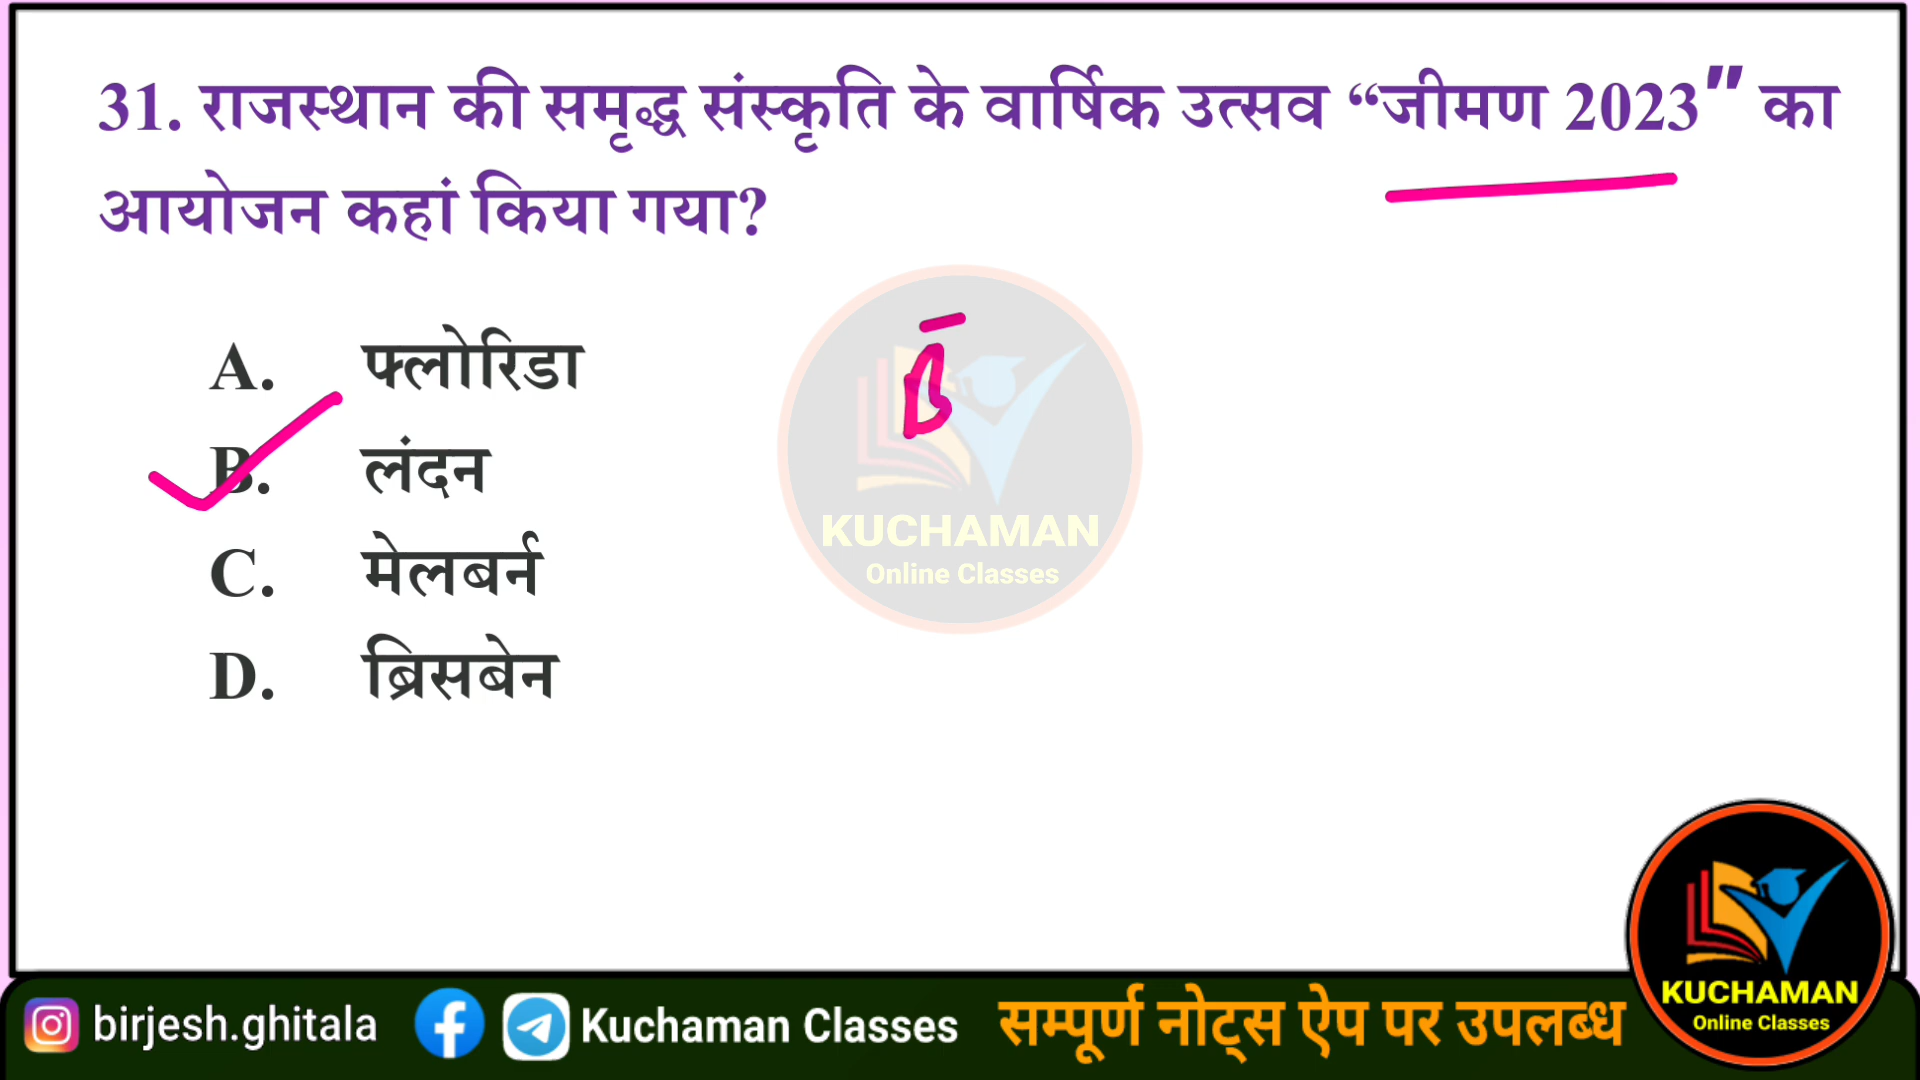 31. राजस्थान की समृद्ध संस्कृति के वार्षिक उत्सव “जीमण 2023” का
आयोजन कहां किया गया?
A. फ्लोरिडा
B. लंदन
C. मेलबर्न
D. ब्रिसबेन
B
KUCHAMAN
Online Classes
birjesh.ghitala
Kuchaman Classes
सम्पूर्ण नोट्स ऐप पर उपलब्ध
KUCHAMAN
Online Classes